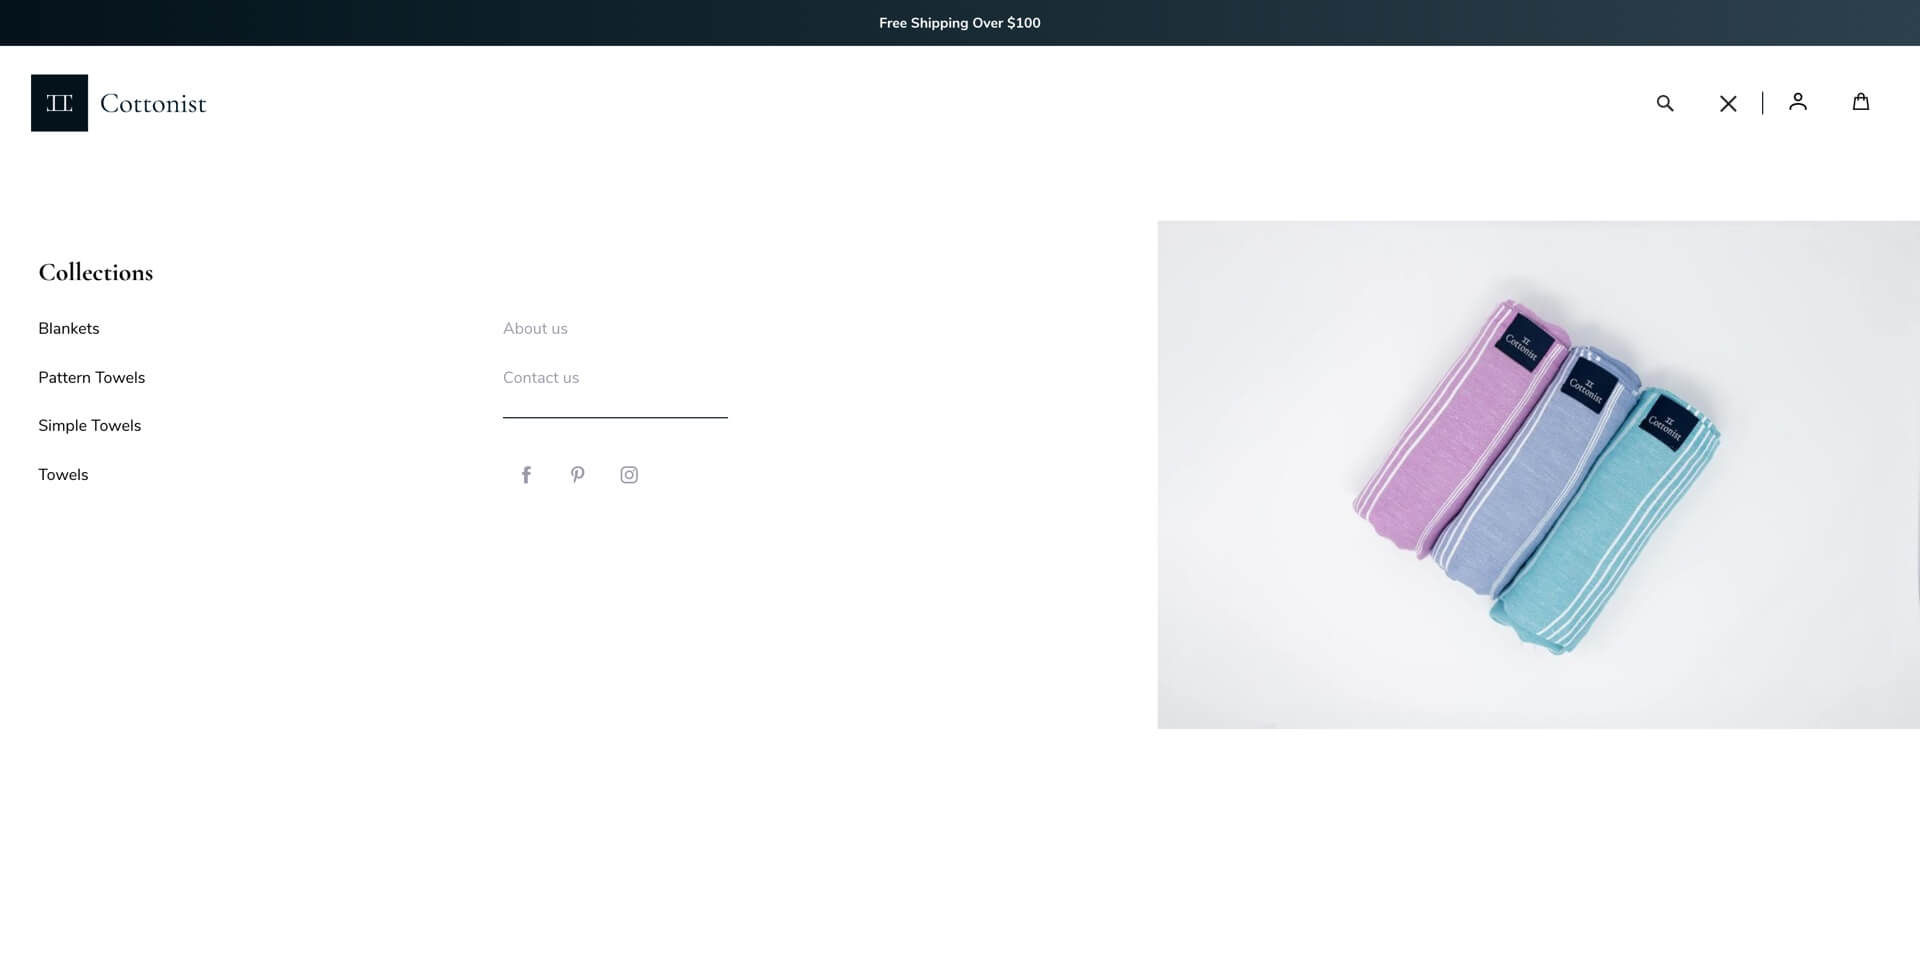 Free Shipping Over $100
Cottonist
Collections
Blankets
Pattern Towels
Simple Towels
Towels
About us
Contact us
Cottonist
Cottonist
Cottonist